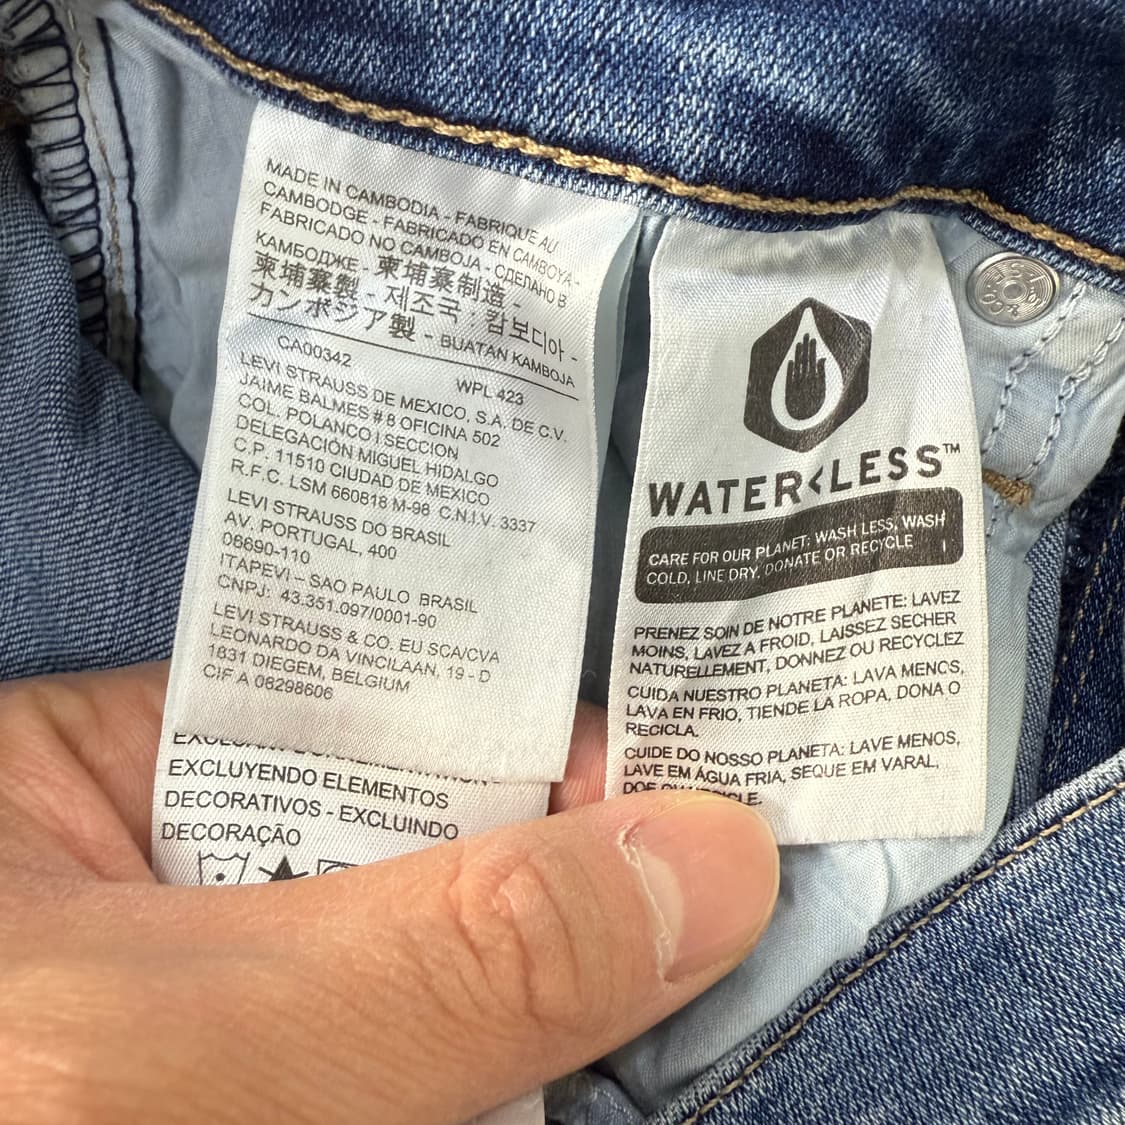 MADE IN CAMBODIA - FABRIQUE AU
CAMBODGE - FABRICADO EN CAMBOYA -
FABRICADO NO CAMBOJA - СДЕЛАНО В
КАМБОДЖЕ - 柬埔寨制造 -
柬埔寨製 - 제조국 : 캄보디아 -
カンボジア製 - BUATAN KAMBOJA
CA00342 WPL 423
LEVI STRAUSS DE MEXICO, S.A. DE C.V.
JAIME BALMES # 8 OFICINA 502
COL. POLANCO I SECCION
DELEGACIÓN MIGUEL HIDALGO
C.P. 11510 CIUDAD DE MEXICO
R.F.C. LSM 660818 M-98 C.N.I.V. 3337
LEVI STRAUSS DO BRASIL
AV. PORTUGAL, 400
06690-110
ITAPEVI – SAO PAULO BRASIL
CNPJ: 43.351.097/0001-90
LEVI STRAUSS & CO. EU SCA/CVA
LEONARDO DA VINCILAAN, 19 - D
1831 DIEGEM, BELGIUM
CIF A 08298606
EXCLUYENDO ELEMENTOS
DECORATIVOS - EXCLUINDO
DECORAÇÃO
WATER<LESS™
CARE FOR OUR PLANET: WASH LESS, WASH
COLD, LINE DRY, DONATE OR RECYCLE
PRENEZ SOIN DE NOTRE PLANETE: LAVEZ
MOINS, LAVEZ A FROID, LAISSEZ SECHER
NATURELLEMENT, DONNEZ OU RECYCLEZ
CUIDA NUESTRO PLANETA: LAVA MENOS,
LAVA EN FRIO, TIENDE LA ROPA, DONA O
RECICLA.
CUIDE DO NOSSO PLANETA: LAVE MENOS,
LAVE EM ÁGUA FRIA, SEQUE EM VARAL,
DOE OU RECICLE.